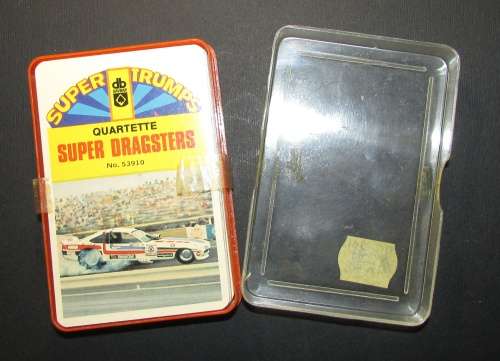 SUPER TRUMPS
db
QUARTETTE
SUPER DRAGSTERS
No. 53910